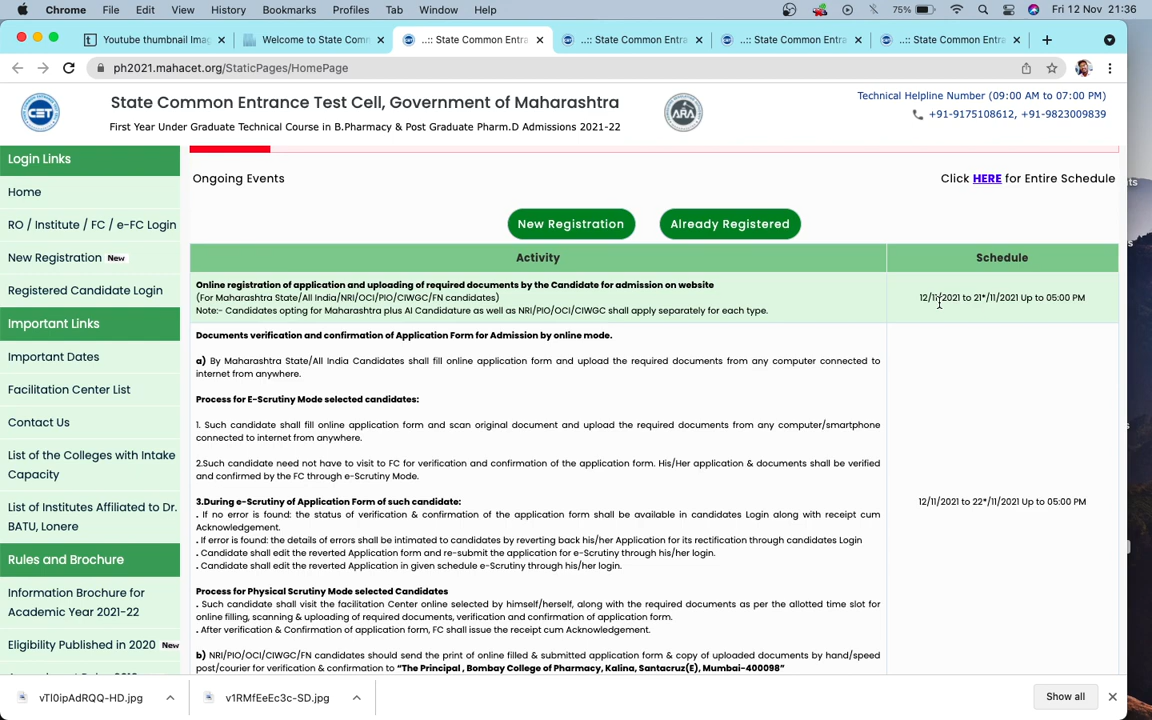 Chrome File Edit View History Bookmarks Profiles Tab Window Help 75% Fri 12 Nov 21:36
Youtube thumbnail Imag Welcome to State Comm ..:: State Common Entra ..:: State Common Entra ..:: State Common Entra ..:: State Common Entra
ph2021.mahacet.org/StaticPages/HomePage
State Common Entrance Test Cell, Government of Maharashtra
First Year Under Graduate Technical Course in B.Pharmacy & Post Graduate Pharm.D Admissions 2021-22
CET
ARA
Technical Helpline Number (09:00 AM to 07:00 PM)
+91-9175108612, +91-9823009839
Login Links
Home
RO / Institute / FC / e-FC Login
New Registration New
Registered Candidate Login
Important Links
Important Dates
Facilitation Center List
Contact Us
List of the Colleges with Intake
Capacity
List of Institutes Affiliated to Dr.
BATU, Lonere
Rules and Brochure
Information Brochure for
Academic Year 2021-22
Eligibility Published in 2020 New
Ongoing Events
Click HERE for Entire Schedule
New Registration Already Registered
Activity Schedule
Online registration of application and uploading of required documents by the Candidate for admission on website
(For Maharashtra State/All India/NRI/OCI/PIO/CIWGC/FN candidates)
Note:- Candidates opting for Maharashtra plus AI Candidature as well as NRI/PIO/OCI/CIWGC shall apply separately for each type.
12/11/2021 to 21*/11/2021 Up to 05:00 PM
Documents verification and confirmation of Application Form for Admission by online mode.
a) By Maharashtra State/All India Candidates shall fill online application form and upload the required documents from any computer connected to
internet from anywhere.
Process for E-Scrutiny Mode selected candidates:
1. Such candidate shall fill online application form and scan original document and upload the required documents from any computer/smartphone
connected to internet from anywhere.
2.Such candidate need not have to visit to FC for verification and confirmation of the application form. His/Her application & documents shall be verified
and confirmed by the FC through e-Scrutiny Mode.
3.During e-Scrutiny of Application Form of such candidate:
. If no error is found: the status of verification & confirmation of the application form shall be available in candidates Login along with receipt cum
Acknowledgement.
. If error is found: the details of errors shall be intimated to candidates by reverting back his/her Application for its rectification through candidates Login
. Candidate shall edit the reverted Application form and re-submit the application for e-Scrutiny through his/her login.
. Candidate shall edit the reverted Application in given schedule e-Scrutiny through his/her login.
12/11/2021 to 22*/11/2021 Up to 05:00 PM
Process for Physical Scrutiny Mode selected Candidates
. Such candidate shall visit the facilitation Center online selected by himself/herself, along with the required documents as per the allotted time slot for
online filling, scanning & uploading of required documents, verification and confirmation of application form.
. After verification & Confirmation of application form, FC shall issue the receipt cum Acknowledgement.
b) NRI/PIO/OCI/CIWGC/FN candidates should send the print of online filled & submitted application form & copy of uploaded documents by hand/speed
post/courier for verification & confirmation to “The Principal , Bombay College of Pharmacy, Kalina, Santacruz(E), Mumbai-400098”
vTI0ipAdRQQ-HD.jpg v1RMfEeEc3c-SD.jpg Show all